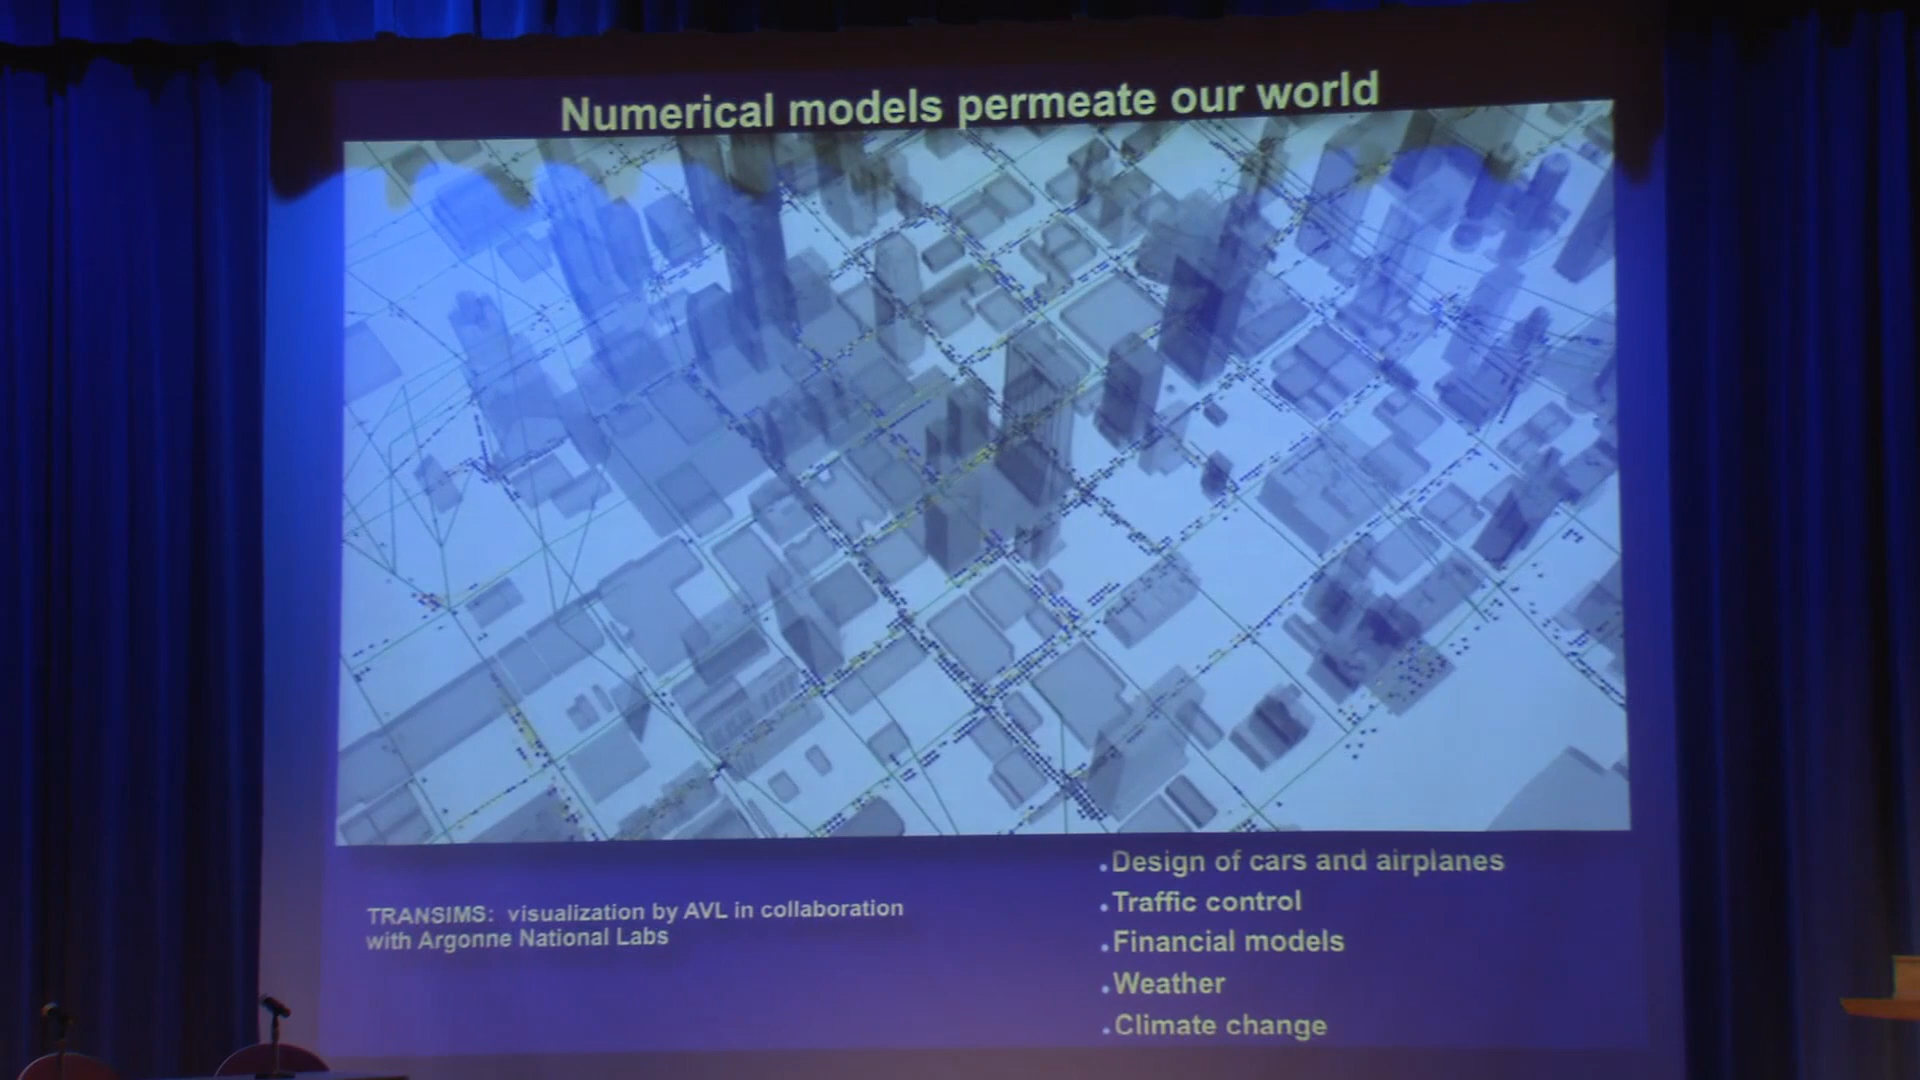 Numerical models permeate our world
TRANSIMS: visualization by AVL in collaboration
with Argonne National Labs
.Design of cars and airplanes
.Traffic control
.Financial models
.Weather
.Climate change